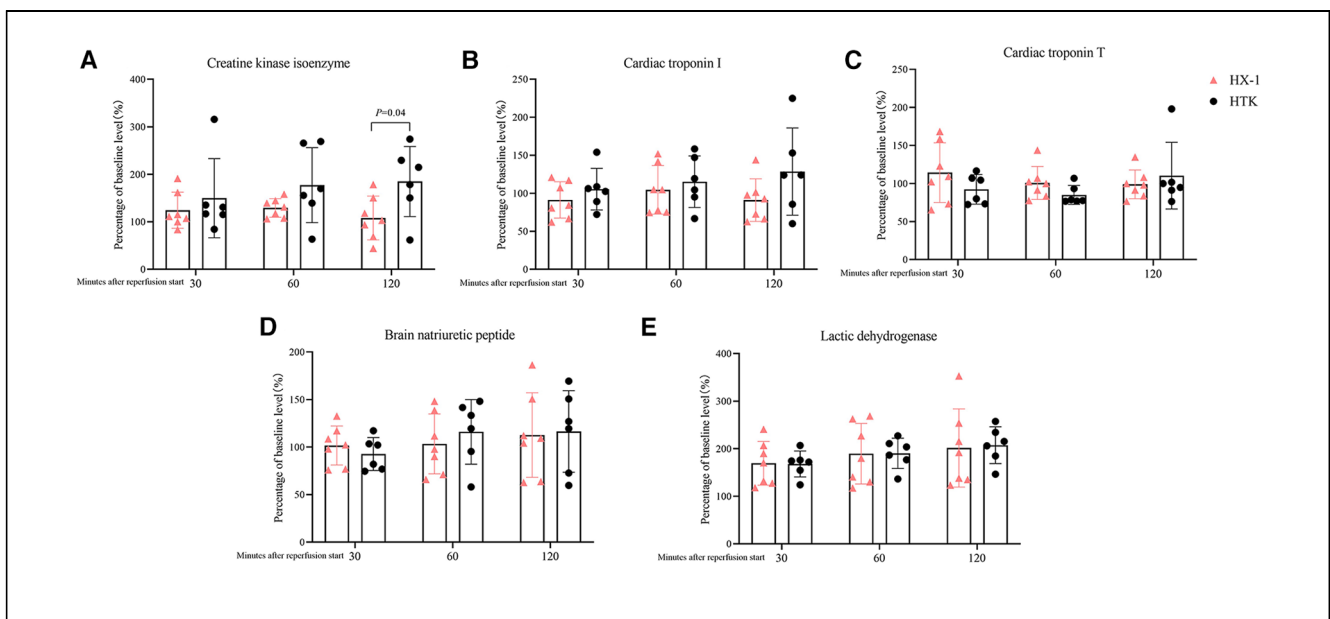 A
Creatine kinase isoenzyme
Percentage of baseline level(%)
400
300
200
100
0
P=0.04
Minutes after reperfusion start
30
60
120
B
Cardiac troponin I
Percentage of baseline level(%)
250
200
150
100
50
0
Minutes after reperfusion start
30
60
120
C
Cardiac troponin T
Percentage of baseline level(%)
250
200
150
100
50
0
Minutes after reperfusion start
30
60
120
HX-1
HTK
D
Brain natriuretic peptide
Percentage of baseline level(%)
200
150
100
50
0
Minutes after reperfusion start
30
60
120
E
Lactic dehydrogenase
Percentage of baseline level(%)
400
300
200
100
0
Minutes after reperfusion start
30
60
120